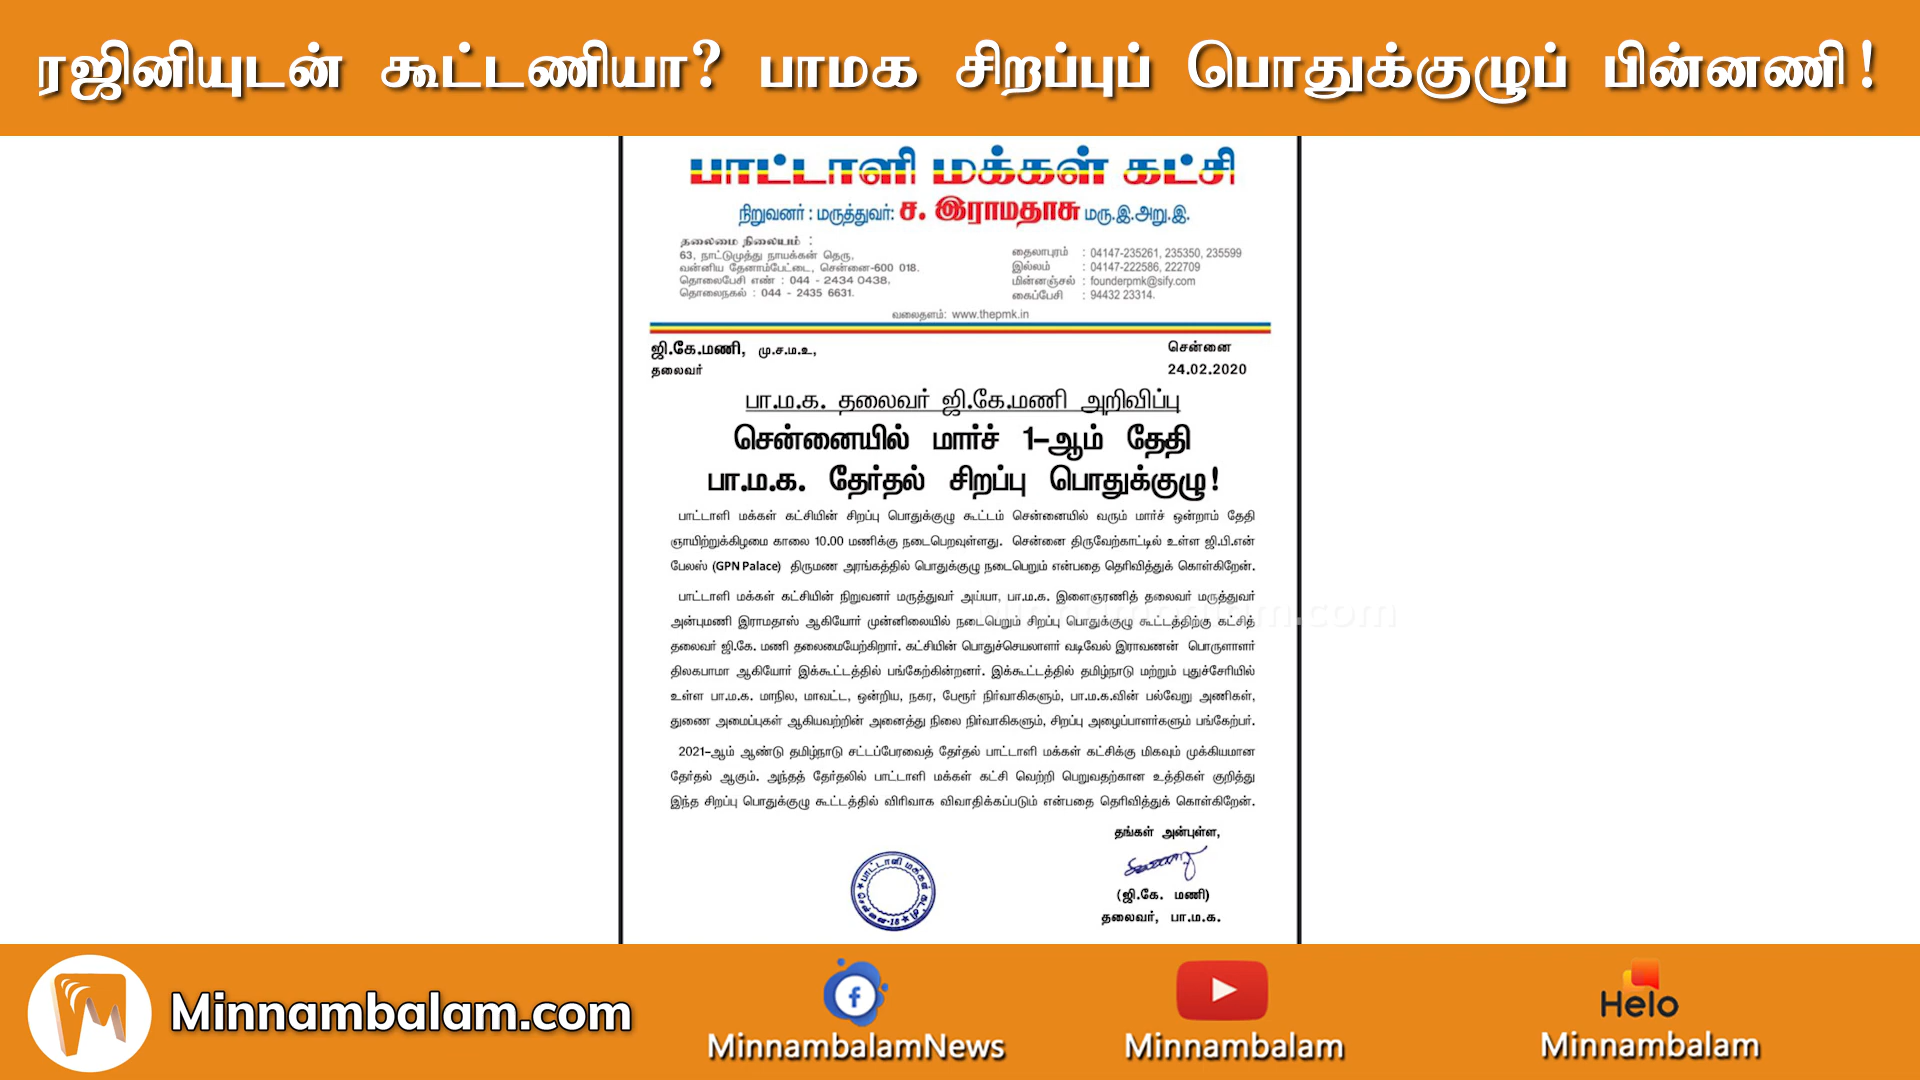 ரஜினியுடன் கூட்டணியா? பாமக சிறப்புப் பொதுக்குழுப் பின்னணி!
பாட்டாளி மக்கள் கட்சி
நிறுவனர் : மருத்துவர்: ச. இராமதாசு மரு.இ.அறு.இ.
தலைமை நிலையம் :
63, நாட்டுமுத்து நாயக்கன் தெரு,
வன்னிய தேனாம்பேட்டை, சென்னை-600 018.
தொலைபேசி எண் : 044 - 2434 0438,
தொலைநகல் : 044 - 2435 6631.
தைலாபுரம் : 04147-235261, 235350, 235599
இல்லம் : 04147-222586, 222709
மின்னஞ்சல் : founderpmk@sify.com
கைப்பேசி : 94432 23314.
வலைதளம்: www.thepmk.in
ஜி.கே.மணி, மு.ச.ம.உ,
தலைவர்
சென்னை
24.02.2020
பா.ம.க. தலைவர் ஜி.கே.மணி அறிவிப்பு
சென்னையில் மார்ச் 1-ஆம் தேதி
பா.ம.க. தேர்தல் சிறப்பு பொதுக்குழு!
பாட்டாளி மக்கள் கட்சியின் சிறப்பு பொதுக்குழு கூட்டம் சென்னையில் வரும் மார்ச் ஒன்றாம் தேதி
ஞாயிற்றுக்கிழமை காலை 10.00 மணிக்கு நடைபெறவுள்ளது. சென்னை திருவேற்காட்டில் உள்ள ஜி.பி.என்
பேலஸ் (GPN Palace) திருமண அரங்கத்தில் பொதுக்குழு நடைபெறும் என்பதை தெரிவித்துக் கொள்கிறேன்.
பாட்டாளி மக்கள் கட்சியின் நிறுவனர் மருத்துவர் அய்யா, பா.ம.க. இளைஞரணித் தலைவர் மருத்துவர்
அன்புமணி இராமதாஸ் ஆகியோர் முன்னிலையில் நடைபெறும் சிறப்பு பொதுக்குழு கூட்டத்திற்கு கட்சித்
தலைவர் ஜி.கே. மணி தலைமையேற்கிறார். கட்சியின் பொதுச்செயலாளர் வடிவேல் இராவணன் பொருளாளர்
திலகபாமா ஆகியோர் இக்கூட்டத்தில் பங்கேற்கின்றனர். இக்கூட்டத்தில் தமிழ்நாடு மற்றும் புதுச்சேரியில்
உள்ள பா.ம.க. மாநில, மாவட்ட, ஒன்றிய, நகர, பேரூர் நிர்வாகிகளும், பா.ம.க.வின் பல்வேறு அணிகள்,
துணை அமைப்புகள் ஆகியவற்றின் அனைத்து நிலை நிர்வாகிகளும், சிறப்பு அழைப்பாளர்களும் பங்கேற்பர்.
2021-ஆம் ஆண்டு தமிழ்நாடு சட்டப்பேரவைத் தேர்தல் பாட்டாளி மக்கள் கட்சிக்கு மிகவும் முக்கியமான
தேர்தல் ஆகும். அந்தத் தேர்தலில் பாட்டாளி மக்கள் கட்சி வெற்றி பெறுவதற்கான உத்திகள் குறித்து
இந்த சிறப்பு பொதுக்குழு கூட்டத்தில் விரிவாக விவாதிக்கப்படும் என்பதை தெரிவித்துக் கொள்கிறேன்.
தங்கள் அன்புள்ள,
(ஜி.கே. மணி)
தலைவர், பா.ம.க.
பாட்டாளி மக்கள் கட்சி
சென்னை-18
Minnambalam.com
Minnambalam.com
MinnambalamNews
Minnambalam
Helo
Minnambalam